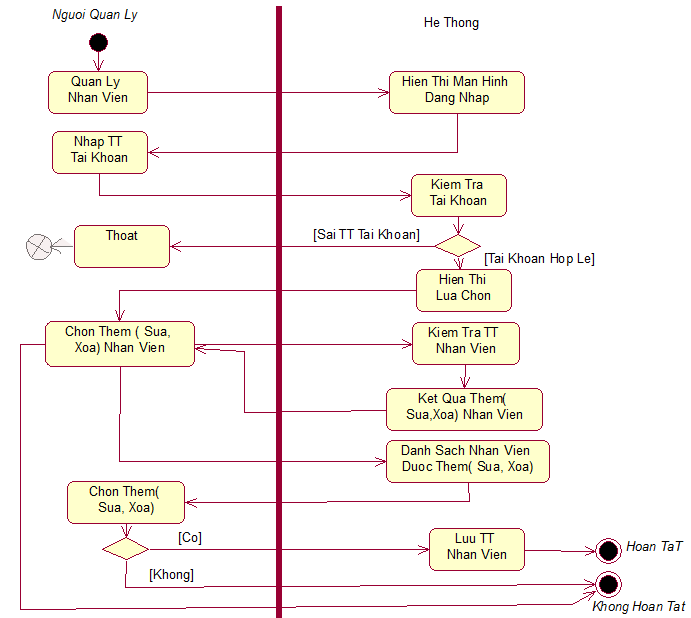 Nguoi Quan Ly
He Thong
Quan Ly
Nhan Vien
Hien Thi Man Hinh
Dang Nhap
Nhap TT
Tai Khoan
Kiem Tra
Tai Khoan
Thoat
[Sai TT Tai Khoan]
[Tai Khoan Hop Le]
Hien Thi
Lua Chon
Chon Them ( Sua,
Xoa) Nhan Vien
Kiem Tra TT
Nhan Vien
Ket Qua Them(
Sua,Xoa) Nhan Vien
Danh Sach Nhan Vien
Duoc Them( Sua, Xoa)
Chon Them(
Sua, Xoa)
[Co]
Luu TT
Nhan Vien
Hoan TaT
[Khong]
Khong Hoan Tat